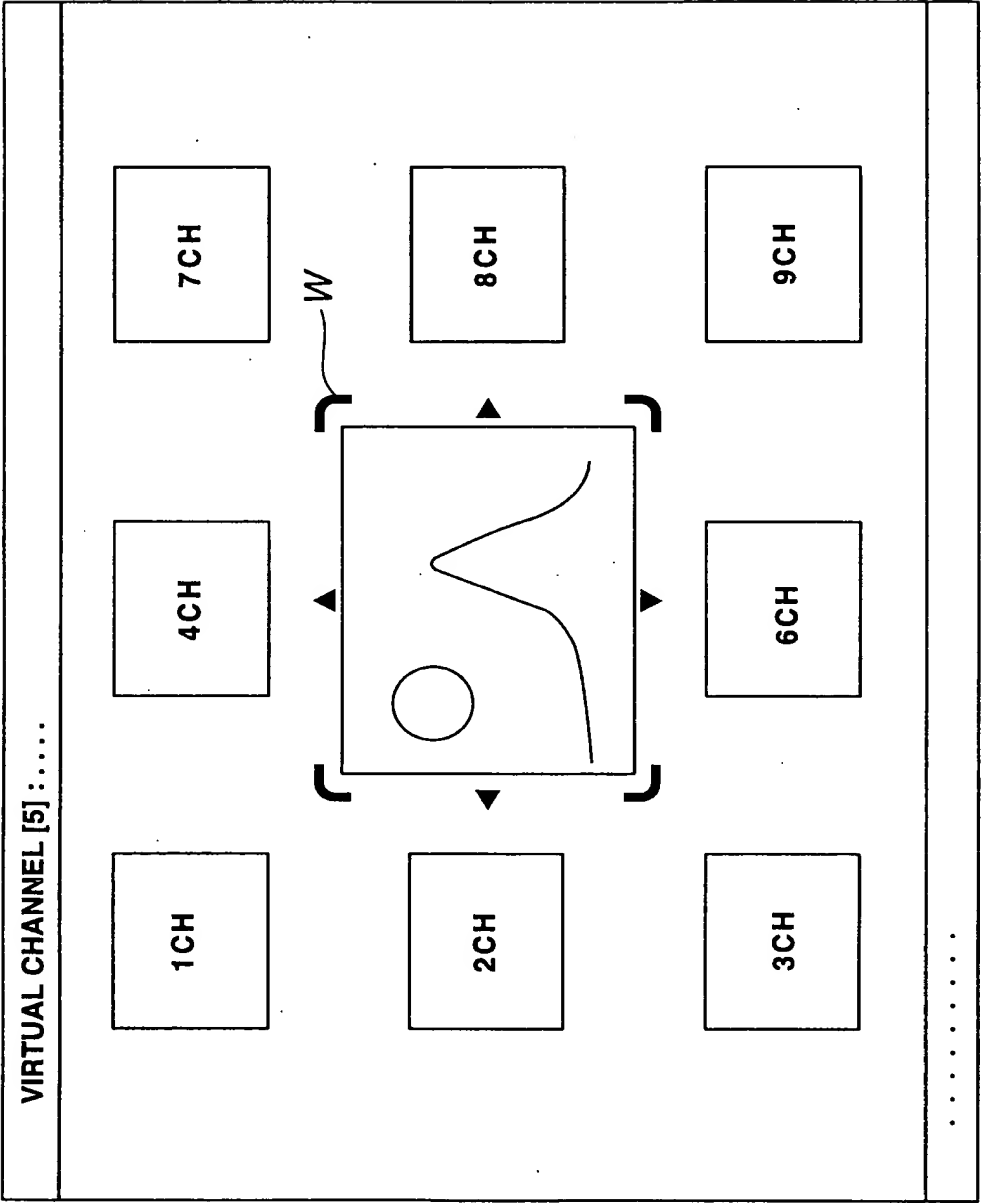 VIRTUAL CHANNEL [5] :....
1CH 4CH 7CH
W
2CH 8CH
3CH 6CH 9CH
.........